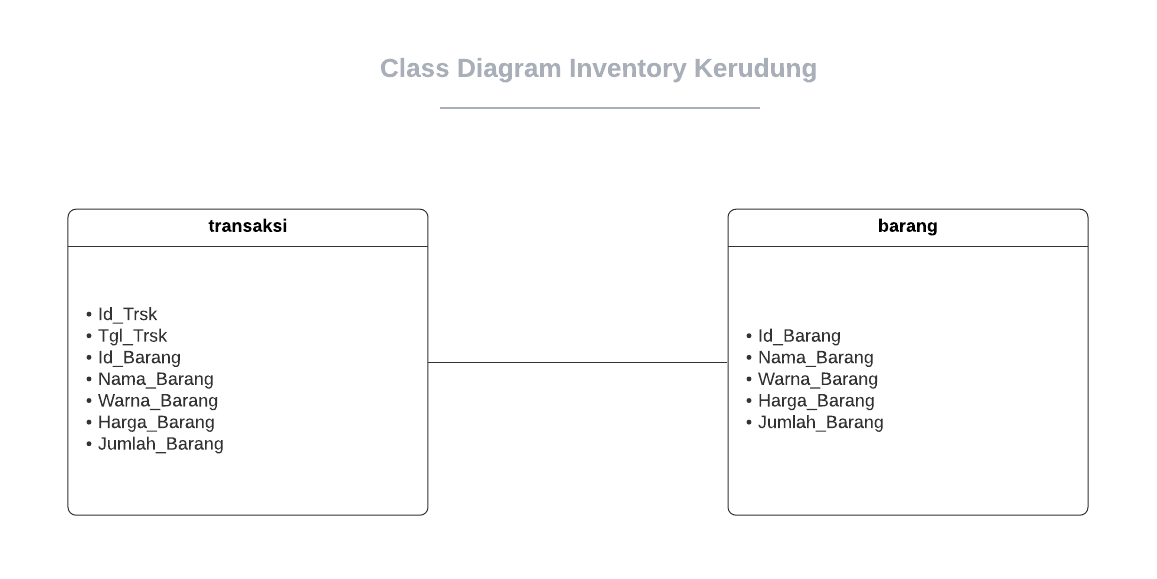 Class Diagram Inventory Kerudung
transaksi
• Id_Trsk
• Tgl_Trsk
• Id_Barang
• Nama_Barang
• Warna_Barang
• Harga_Barang
• Jumlah_Barang
barang
• Id_Barang
• Nama_Barang
• Warna_Barang
• Harga_Barang
• Jumlah_Barang